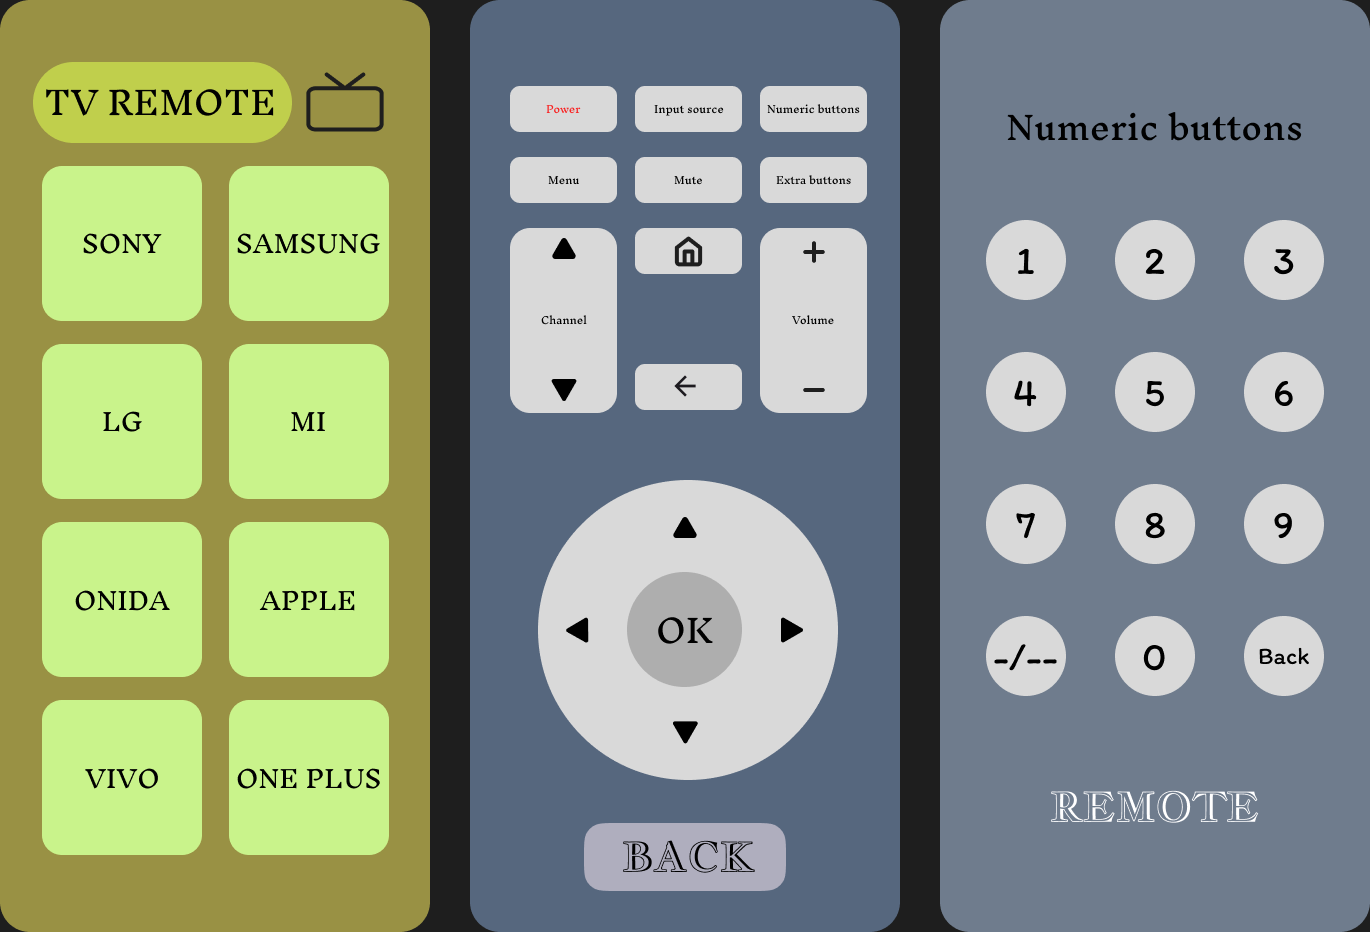 TV REMOTE
SONY
SAMSUNG
LG
MI
ONIDA
APPLE
VIVO
ONE PLUS
Power
Input source
Numeric buttons
Menu
Mute
Extra buttons
Channel
+
Volume
-
OK
BACK
Numeric buttons
1
2
3
4
5
6
7
8
9
-/--
0
Back
REMOTE